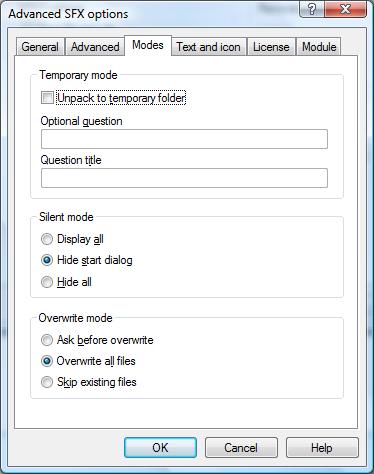 Advanced SFX options
General Advanced Modes Text and icon License Module
Temporary mode
Unpack to temporary folder
Optional question
Question title
Silent mode
Display all
Hide start dialog
Hide all
Overwrite mode
Ask before overwrite
Overwrite all files
Skip existing files
OK Cancel Help